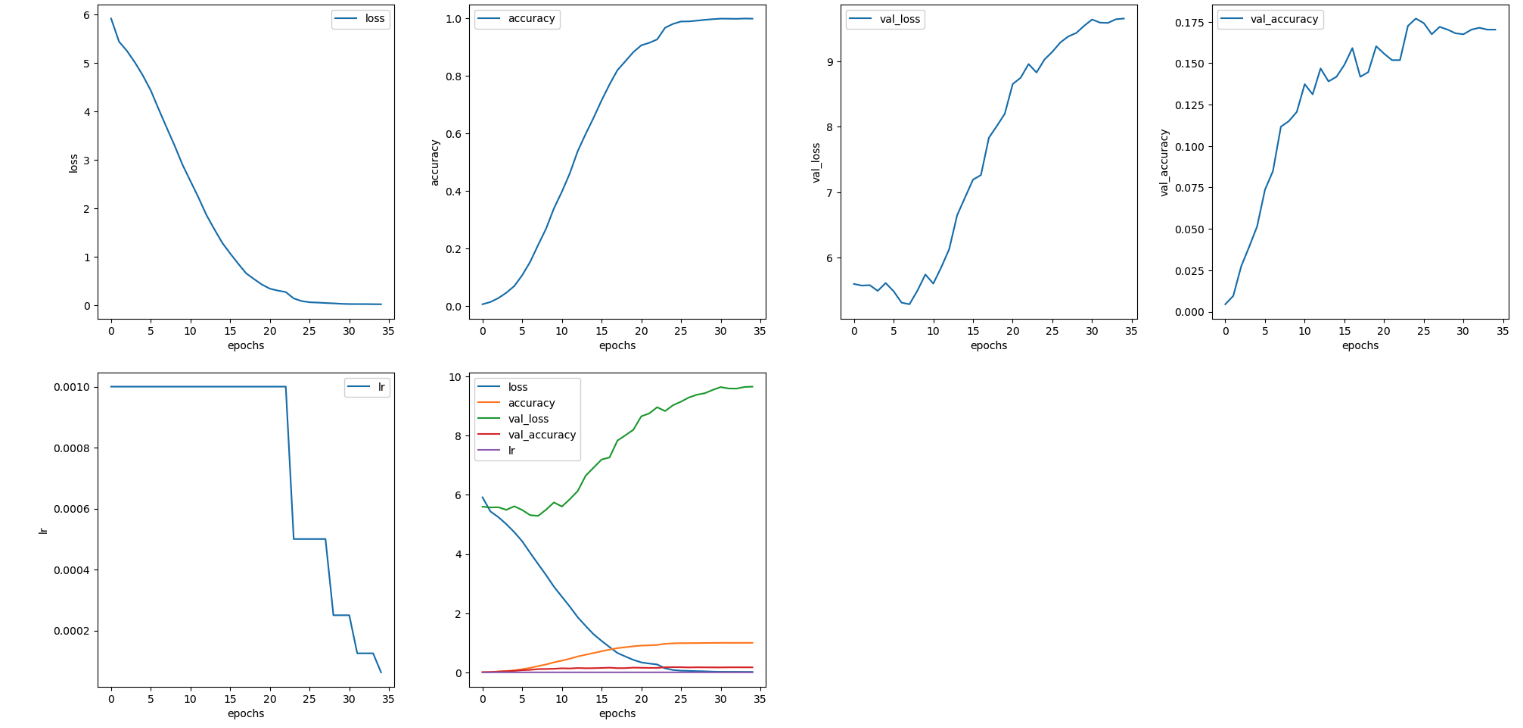 loss
6
5
4
3
2
1
0
loss
0 5 10 15 20 25 30 35
epochs
accuracy
1.0
0.8
0.6
0.4
0.2
0.0
accuracy
0 5 10 15 20 25 30 35
epochs
val_loss
9
8
7
6
val_loss
0 5 10 15 20 25 30 35
epochs
val_accuracy
0.175
0.150
0.125
0.100
0.075
0.050
0.025
0.000
val_accuracy
0 5 10 15 20 25 30 35
epochs
lr
0.0010
0.0008
0.0006
0.0004
0.0002
lr
0 5 10 15 20 25 30 35
epochs
loss
accuracy
val_loss
val_accuracy
lr
10
8
6
4
2
0
0 5 10 15 20 25 30 35
epochs